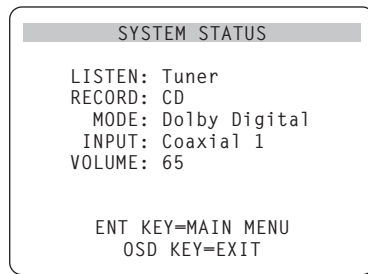 SYSTEM STATUS
LISTEN: Tuner
RECORD: CD
MODE: Dolby Digital
INPUT: Coaxial 1
VOLUME: 65
ENT KEY=MAIN MENU
OSD KEY=EXIT